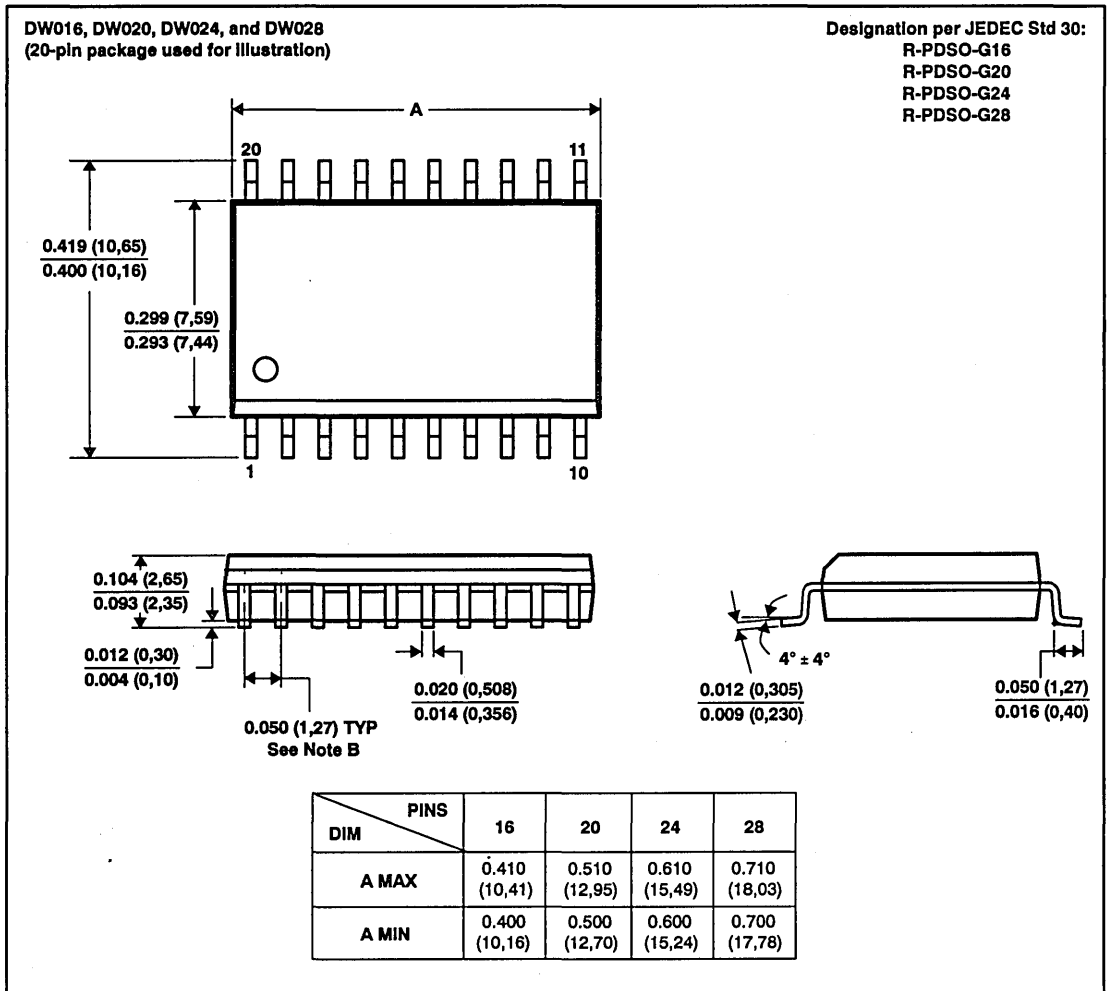 DW016, DW020, DW024, and DW028
(20-pin package used for illustration)
Designation per JEDEC Std 30:
R-PDSO-G16
R-PDSO-G20
R-PDSO-G24
R-PDSO-G28
A
20
11
0.419 (10,65)
0.400 (10,16)
0.299 (7,59)
0.293 (7,44)
1
10
0.104 (2,65)
0.093 (2,35)
0.012 (0,30)
0.004 (0,10)
0.050 (1,27) TYP
See Note B
0.020 (0,508)
0.014 (0,356)
4° ± 4°
0.012 (0,305)
0.009 (0,230)
0.050 (1,27)
0.016 (0,40)
PINS
DIM
16 20 24 28
A MAX
0.410 0.510 0.610 0.710
(10,41) (12,95) (15,49) (18,03)
A MIN
0.400 0.500 0.600 0.700
(10,16) (12,70) (15,24) (17,78)